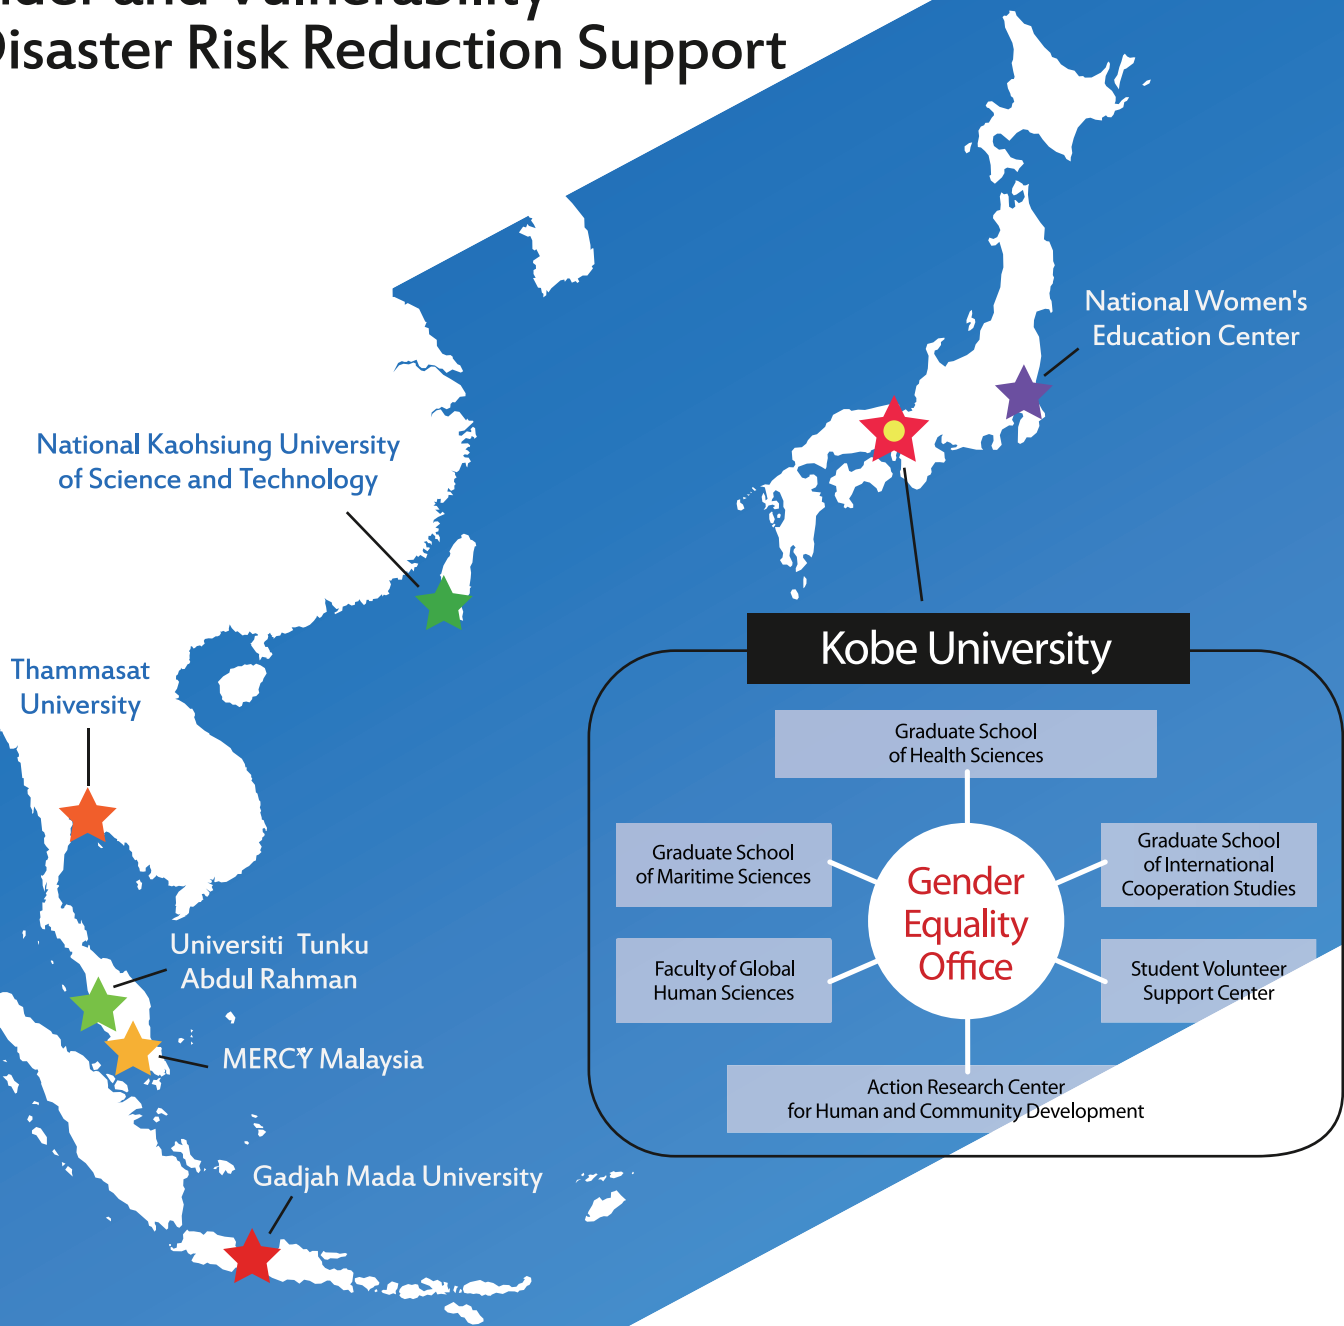 and Vulnerability
Disaster Risk Reduction Support
National Women's
Education Center
National Kaohsiung University
of Science and Technology
Thammasat
University
Kobe University
Graduate School
of Health Sciences
Graduate School
of Maritime Sciences
Graduate School
of International
Cooperation Studies
Gender
Equality
Office
Faculty of Global
Human Sciences
Student Volunteer
Support Center
Action Research Center
for Human and Community Development
Universiti Tunku
Abdul Rahman
MERCY Malaysia
Gadjah Mada University